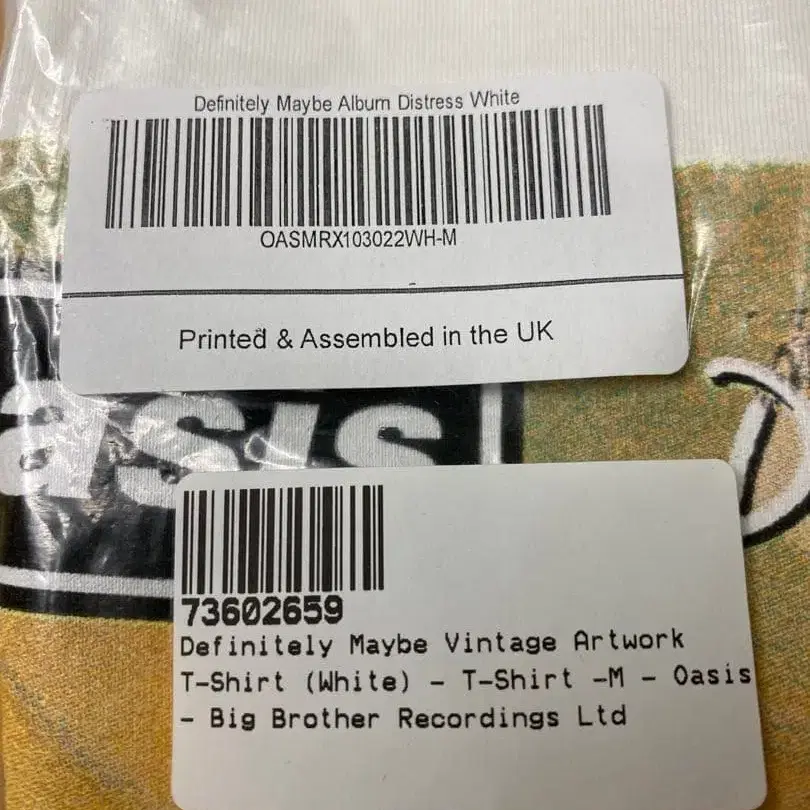 Definitely Maybe Album Distress White
OASMRX103022WH-M
Printed & Assembled in the UK
asis
D
73602659
Definitely Maybe Vintage Artwork
T-Shirt (White) - T-Shirt -M - Oasis
- Big Brother Recordings Ltd